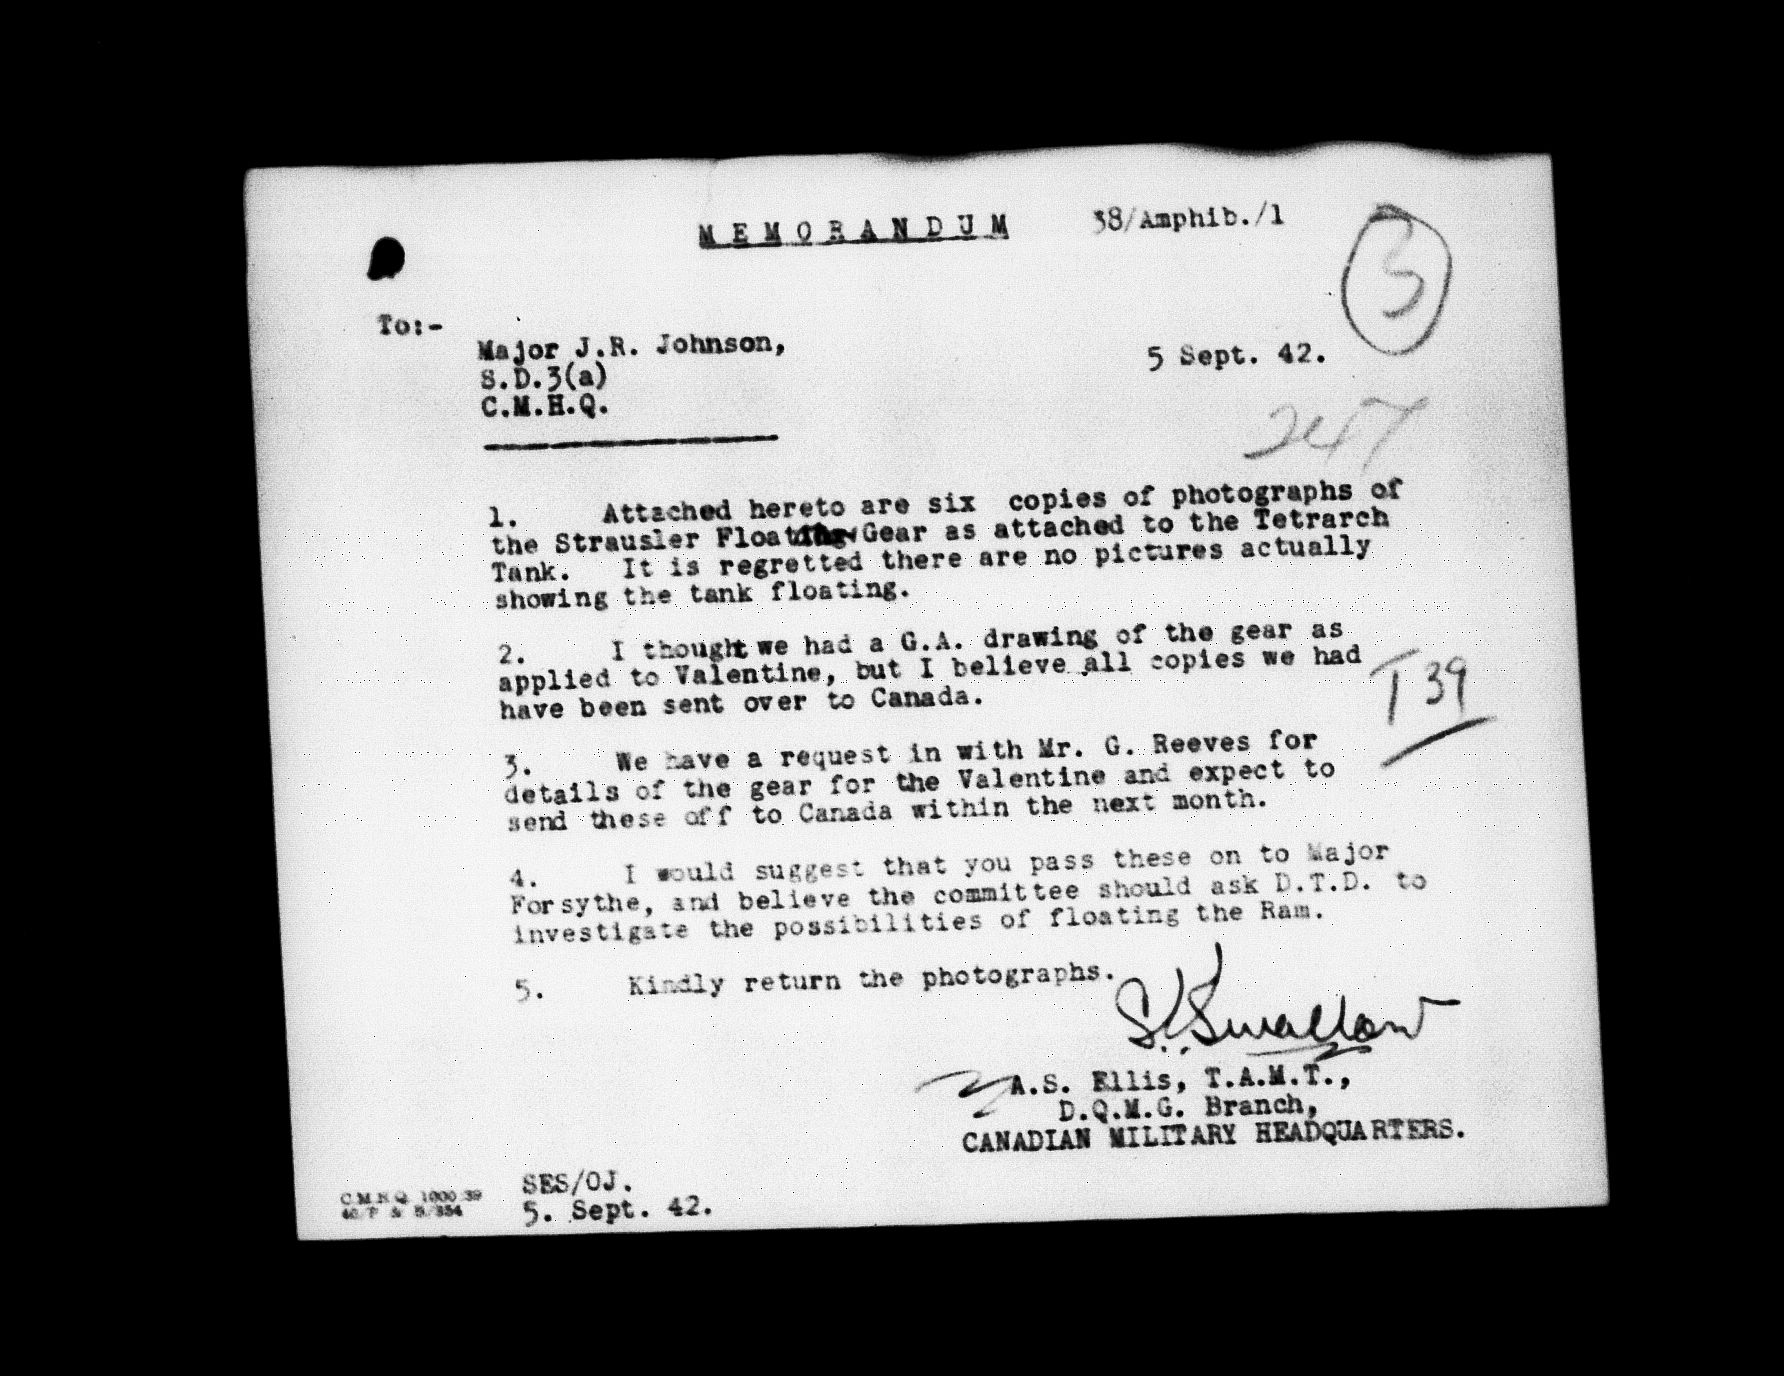 MEMORANDUM 38/Amphib./1
3
To:-
Major J.R. Johnson,
S.D.3(a)
C.M.H.Q.
5 Sept. 42.
247
1. Attached hereto are six copies of photographs of
the Strausler Floating Gear as attached to the Tetrarch
Tank. It is regretted there are no pictures actually
showing the tank floating.
2. I thought we had a G.A. drawing of the gear as
applied to Valentine, but I believe all copies we had
have been sent over to Canada.
T 39
3. We have a request in with Mr. G. Reeves for
details of the gear for the Valentine and expect to
send these off to Canada within the next month.
4. I would suggest that you pass these on to Major
Forsythe, and believe the committee should ask D.T.D. to
investigate the possibilities of floating the Ram.
5. Kindly return the photographs.
Swallow
A.S. Ellis, T.A.M.T.,
D.Q.M.G. Branch,
CANADIAN MILITARY HEADQUARTERS.
SES/OJ.
5. Sept. 42.
C.M.H.Q. 1000/39